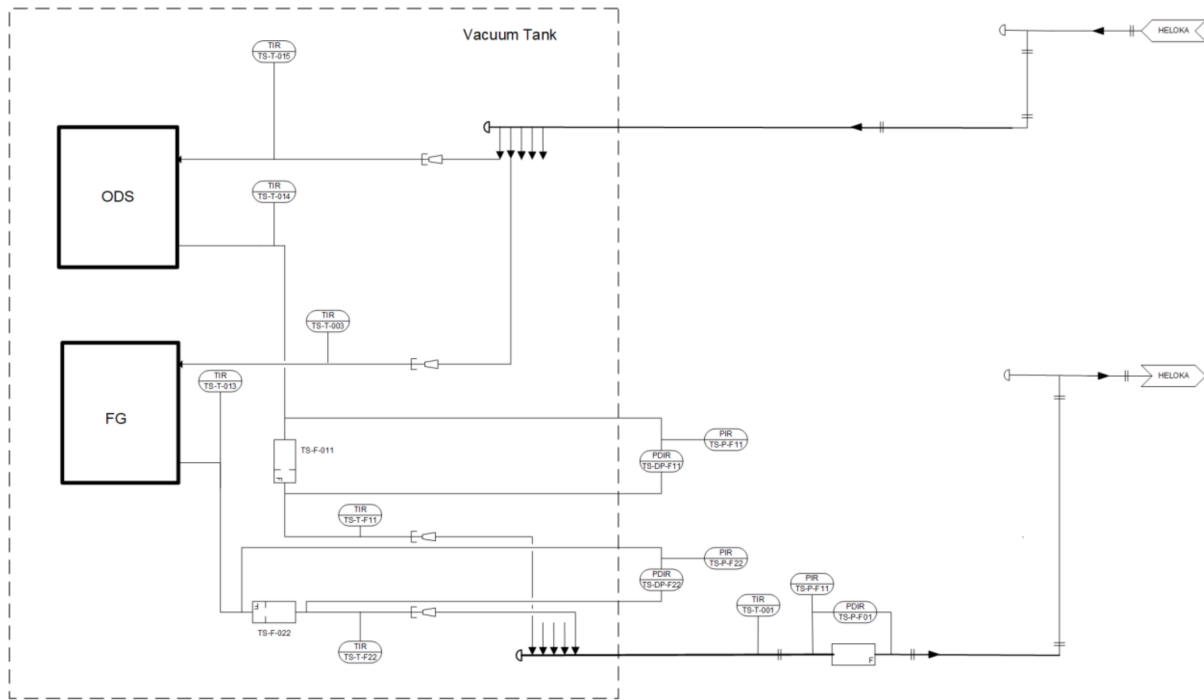 Vacuum Tank
HELOKA
TIR
TS-T-015
ODS
TIR
TS-T-014
TIR
TS-T-003
FG
TIR
TS-T-013
HELOKA
TS-F-011
F
PIR
TS-P-F11
PDIR
TS-DP-F11
TIR
TS-T-F11
PIR
TS-P-F22
PDIR
TS-DP-F22
F
TS-F-022
TIR
TS-T-F22
TIR
TS-T-001
PIR
TS-P-F11
PDIR
TS-P-F01
F